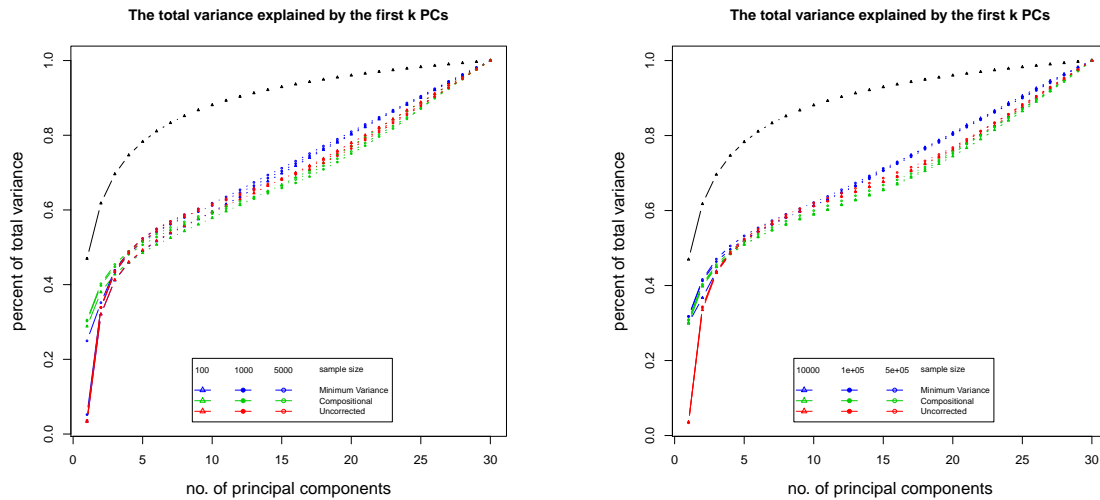 The total variance explained by the first k PCs
percent of total variance
1.0
0.8
0.6
0.4
0.2
0.0
100 1000 5000 sample size
Minimum Variance
Compositional
Uncorrected
0 5 10 15 20 25 30
no. of principal components
The total variance explained by the first k PCs
percent of total variance
1.0
0.8
0.6
0.4
0.2
0.0
10000 1e+05 5e+05 sample size
Minimum Variance
Compositional
Uncorrected
0 5 10 15 20 25 30
no. of principal components